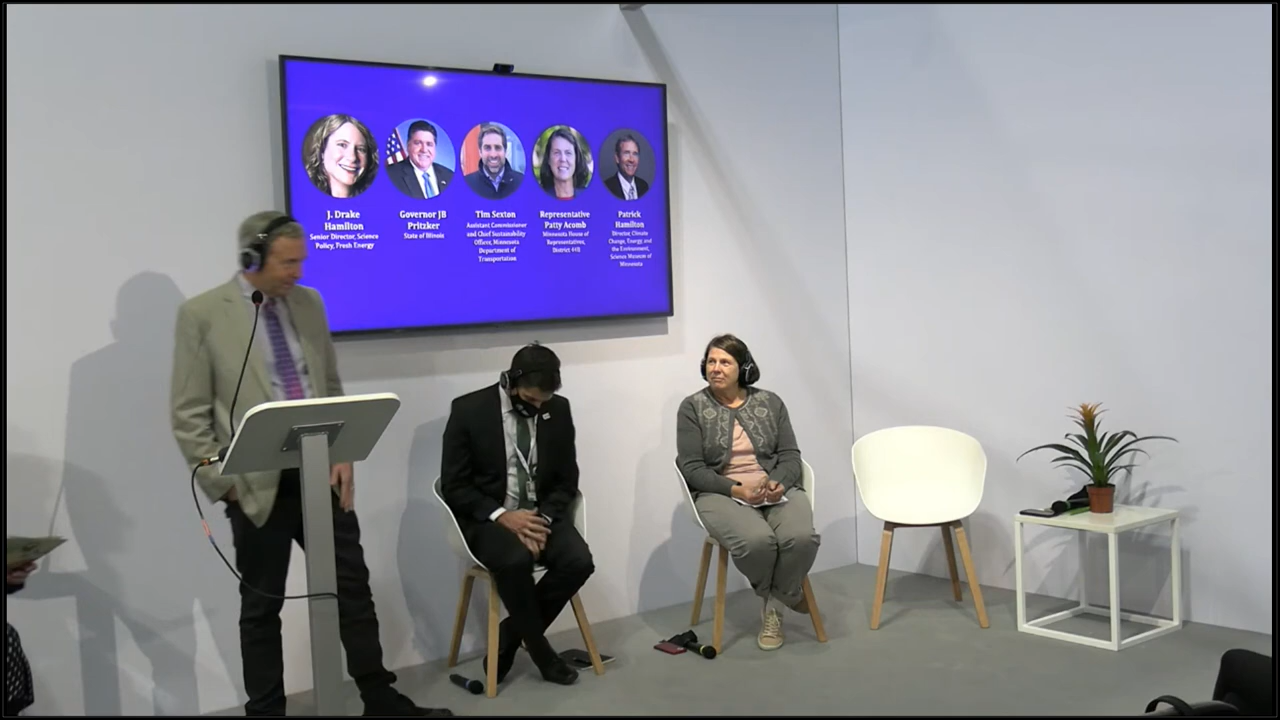 J. Drake
Hamilton
Senior Director, Science
Policy, Fresh Energy
Governor JB
Pritzker
State of Illinois
Tim Sexton
Assistant Commissioner
and Chief Sustainability
Officer, Minnesota
Department of
Transportation
Representative
Patty Acomb
Minnesota House of
Representatives,
District 44B
Patrick
Hamilton
Director Climate
Change, Energy, and
the Environment,
Science Museum of
Minnesota